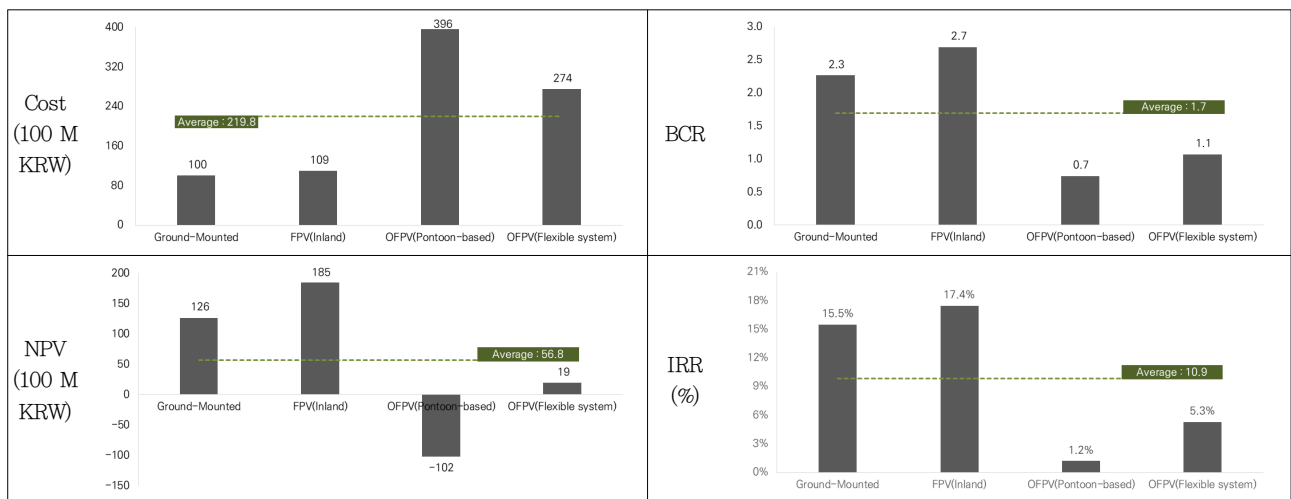 Cost
(100 M
KRW)
400
320
240
160
80
0
Average : 219.8
100
109
396
274
Ground-Mounted
FPV(Inland)
OFPV(Pontoon-based)
OFPV(Flexible system)
BCR
3.0
2.5
2.0
1.5
1.0
0.5
0.0
2.3
2.7
Average : 1.7
0.7
1.1
Ground-Mounted
FPV(Inland)
OFPV(Pontoon-based)
OFPV(Flexible system)
NPV
(100 M
KRW)
200
150
100
50
0
-50
-100
-150
126
185
Average : 56.8
19
Ground-Mounted
FPV(Inland)
OFPV(Pontoon-based)
OFPV(Flexible system)
-102
IRR
(%)
21%
18%
15%
12%
9%
6%
3%
0%
15.5%
17.4%
Average : 10.9
1.2%
5.3%
Ground-Mounted
FPV(Inland)
OFPV(Pontoon-based)
OFPV(Flexible system)